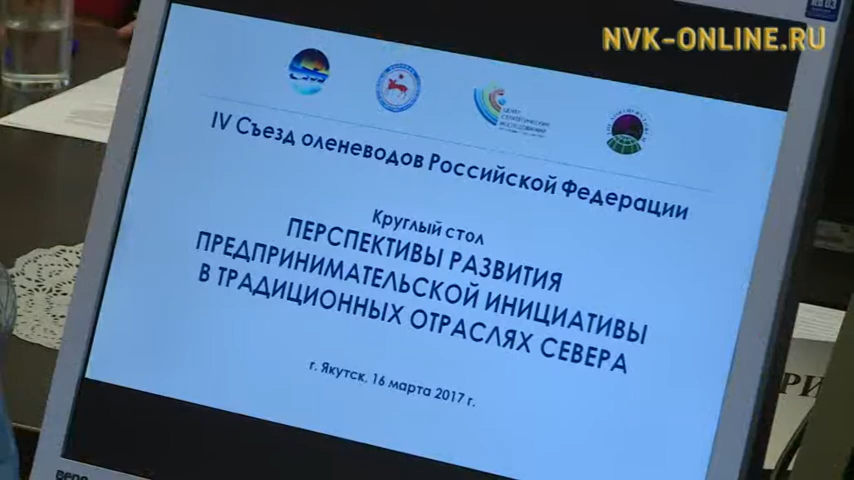 NVK-ONLINE.RU
IV Съезд оленеводов Российской Федерации
Круглый стол
ПЕРСПЕКТИВЫ РАЗВИТИЯ
ПРЕДПРИНИМАТЕЛЬСКОЙ ИНИЦИАТИВЫ
В ТРАДИЦИОННЫХ ОТРАСЛЯХ СЕВЕРА
г. Якутск, 16 марта 2017 г.